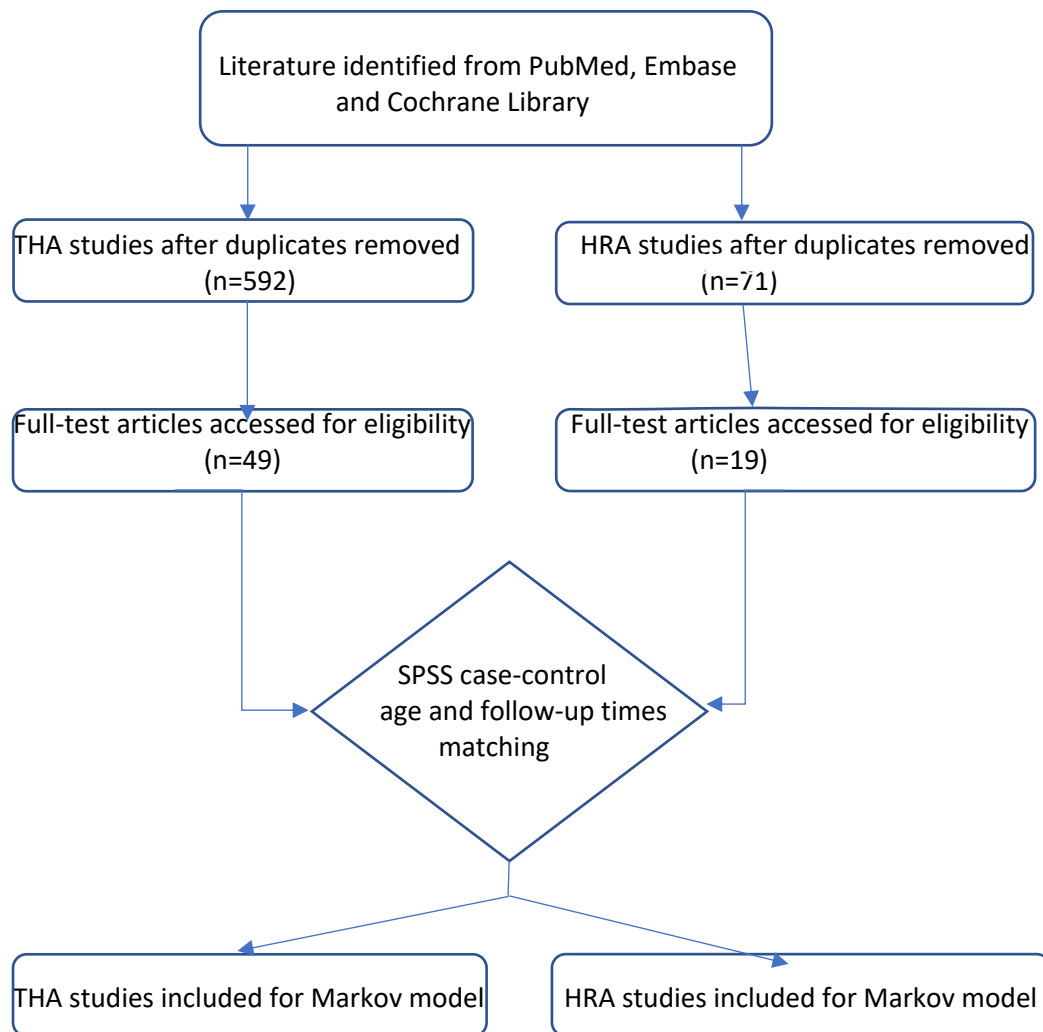 Literature identified from PubMed, Embase
and Cochrane Library
THA studies after duplicates removed
(n=592)
HRA studies after duplicates removed
(n=71)
Full-test articles accessed for eligibility
(n=49)
Full-test articles accessed for eligibility
(n=19)
SPSS case-control
age and follow-up times
matching
THA studies included for Markov model
HRA studies included for Markov model